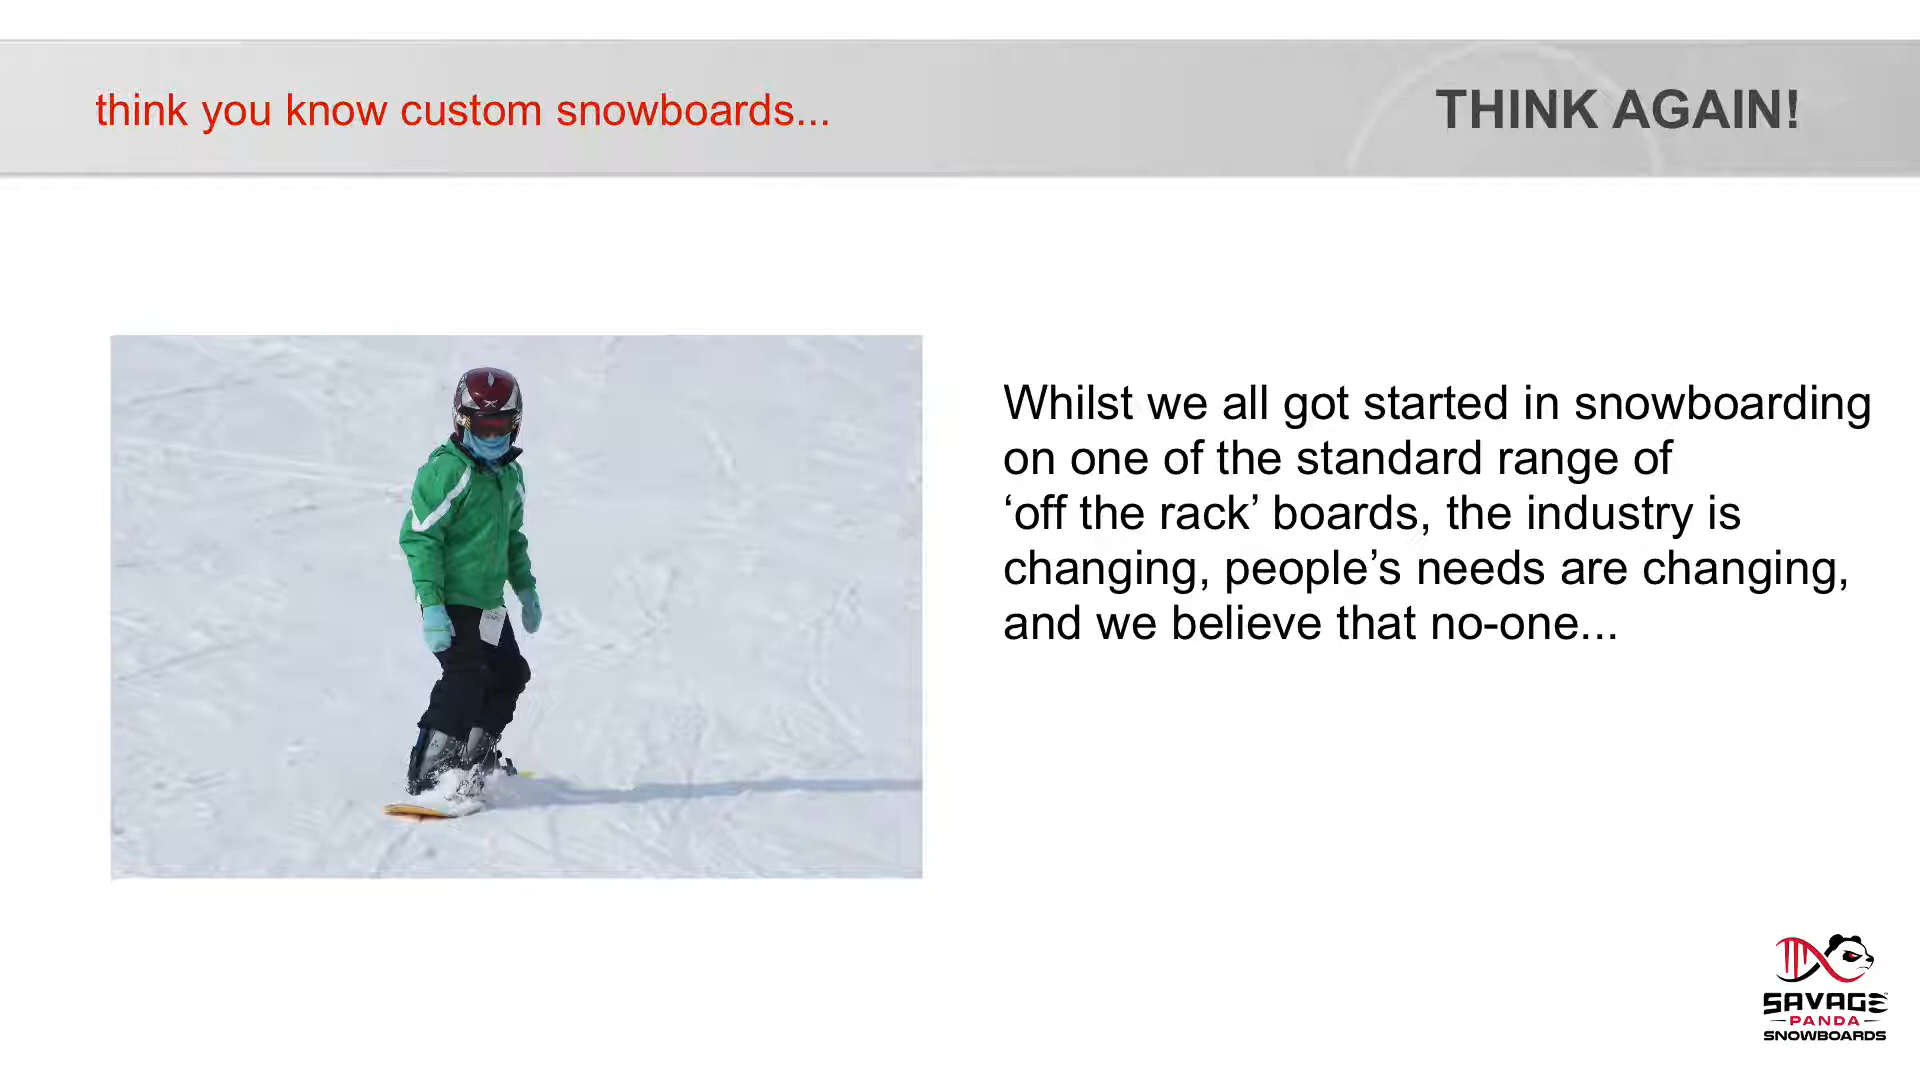 think you know custom snowboards...
THINK AGAIN!
Whilst we all got started in snowboarding
on one of the standard range of
‘off the rack’ boards, the industry is
changing, people’s needs are changing,
and we believe that no-one...
SAVAGE
PANDA
SNOWBOARDS